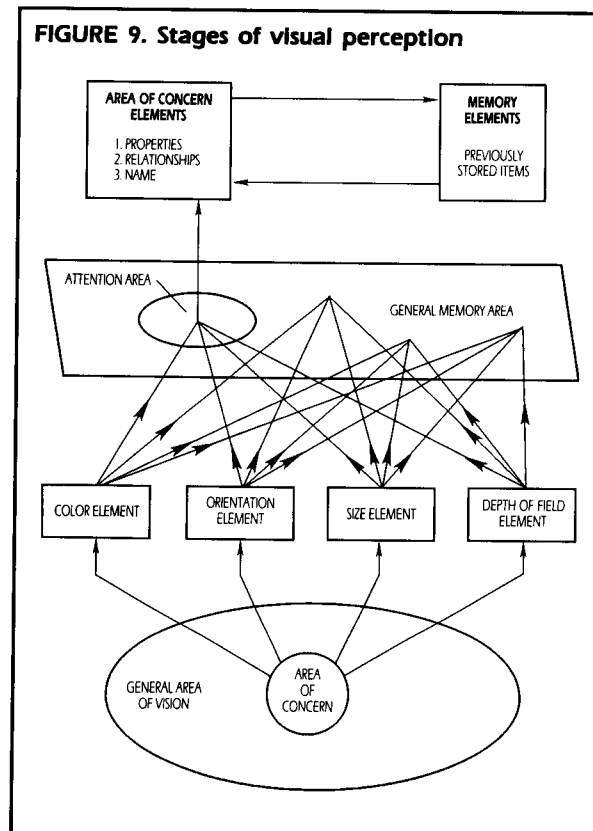 FIGURE 9. Stages of visual perception
AREA OF CONCERN
ELEMENTS
1. PROPERTIES
2. RELATIONSHIPS
3. NAME
MEMORY
ELEMENTS
PREVIOUSLY
STORED ITEMS
ATTENTION AREA
GENERAL MEMORY AREA
COLOR ELEMENT
ORIENTATION
ELEMENT
SIZE ELEMENT
DEPTH OF FIELD
ELEMENT
GENERAL AREA
OF VISION
AREA
OF
CONCERN